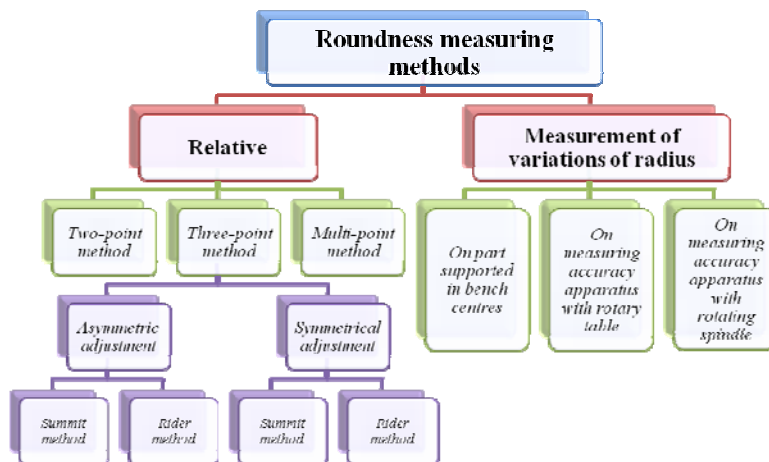 Roundness measuring
methods
Relative
Measurement of
variations of radius
Two-point
method
Three-point
method
Multi-point
method
On part
supported
in bench
centres
On
measuring
accuracy
apparatus
with rotary
table
On
measuring
accuracy
apparatus
with
rotating
spindle
Asymmetric
adjustment
Symmetrical
adjustment
Summit
method
Rider
method
Summit
method
Rider
method